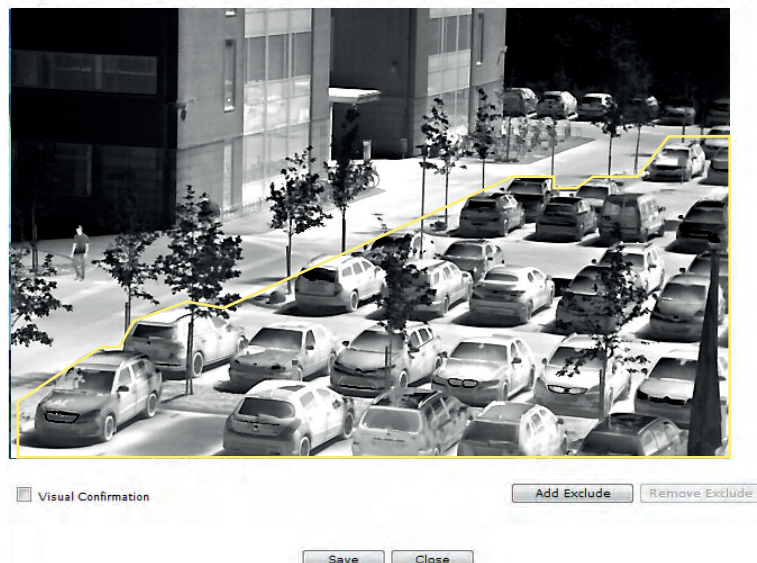 Visual Confirmation
Add Exclude
Remove Exclude
Save
Close